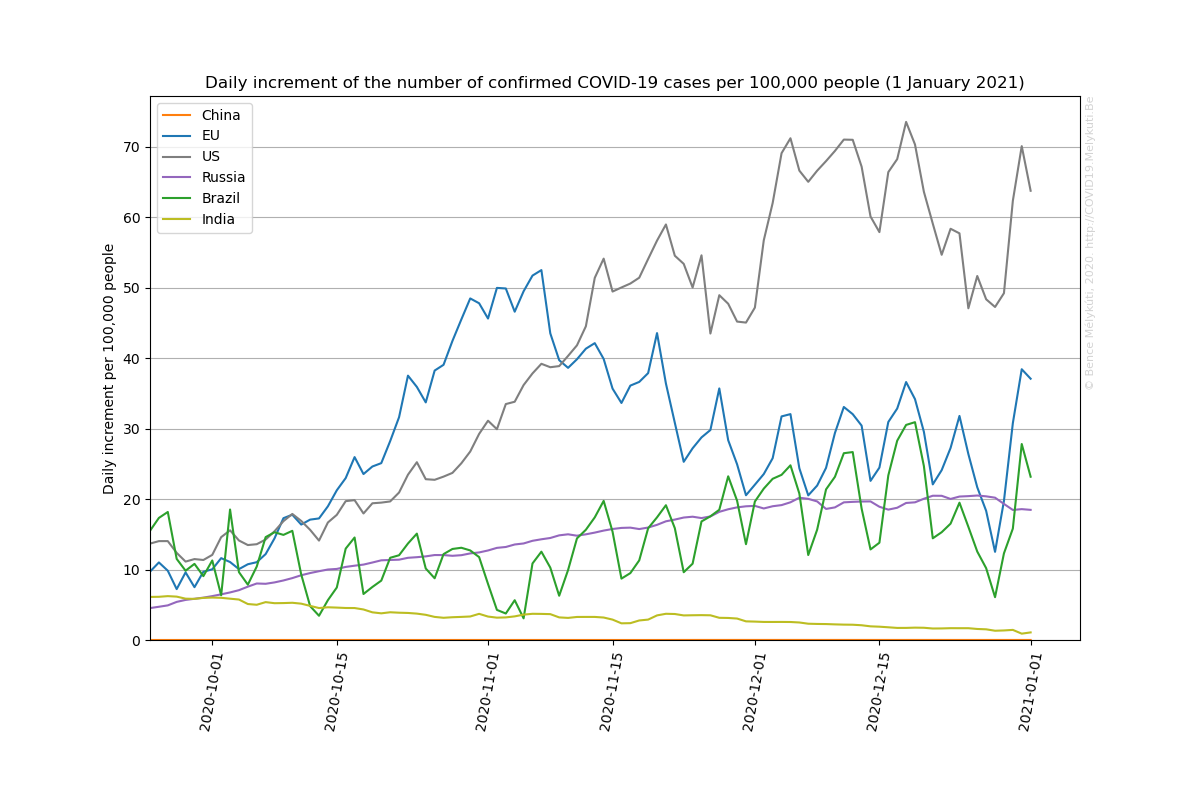 Daily increment of the number of confirmed COVID-19 cases per 100,000 people (1 January 2021)
China
EU
US
Russia
Brazil
India
Daily increment per 100,000 people
70
60
50
40
30
20
10
0
2020-10-01
2020-10-15
2020-11-01
2020-11-15
2020-12-01
2020-12-15
2021-01-01
© Bence Mélykúti, 2020 http://COVID19.Melykuti.Be